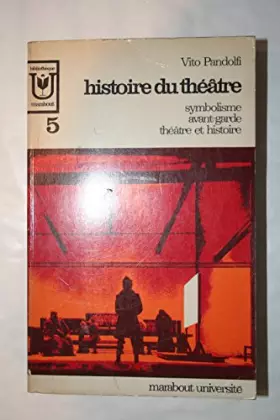 Vito Pandolfi
bibliothèque
marabout
histoire du théâtre
5
symbolisme
avant-garde
théâtre et histoire
marabout université